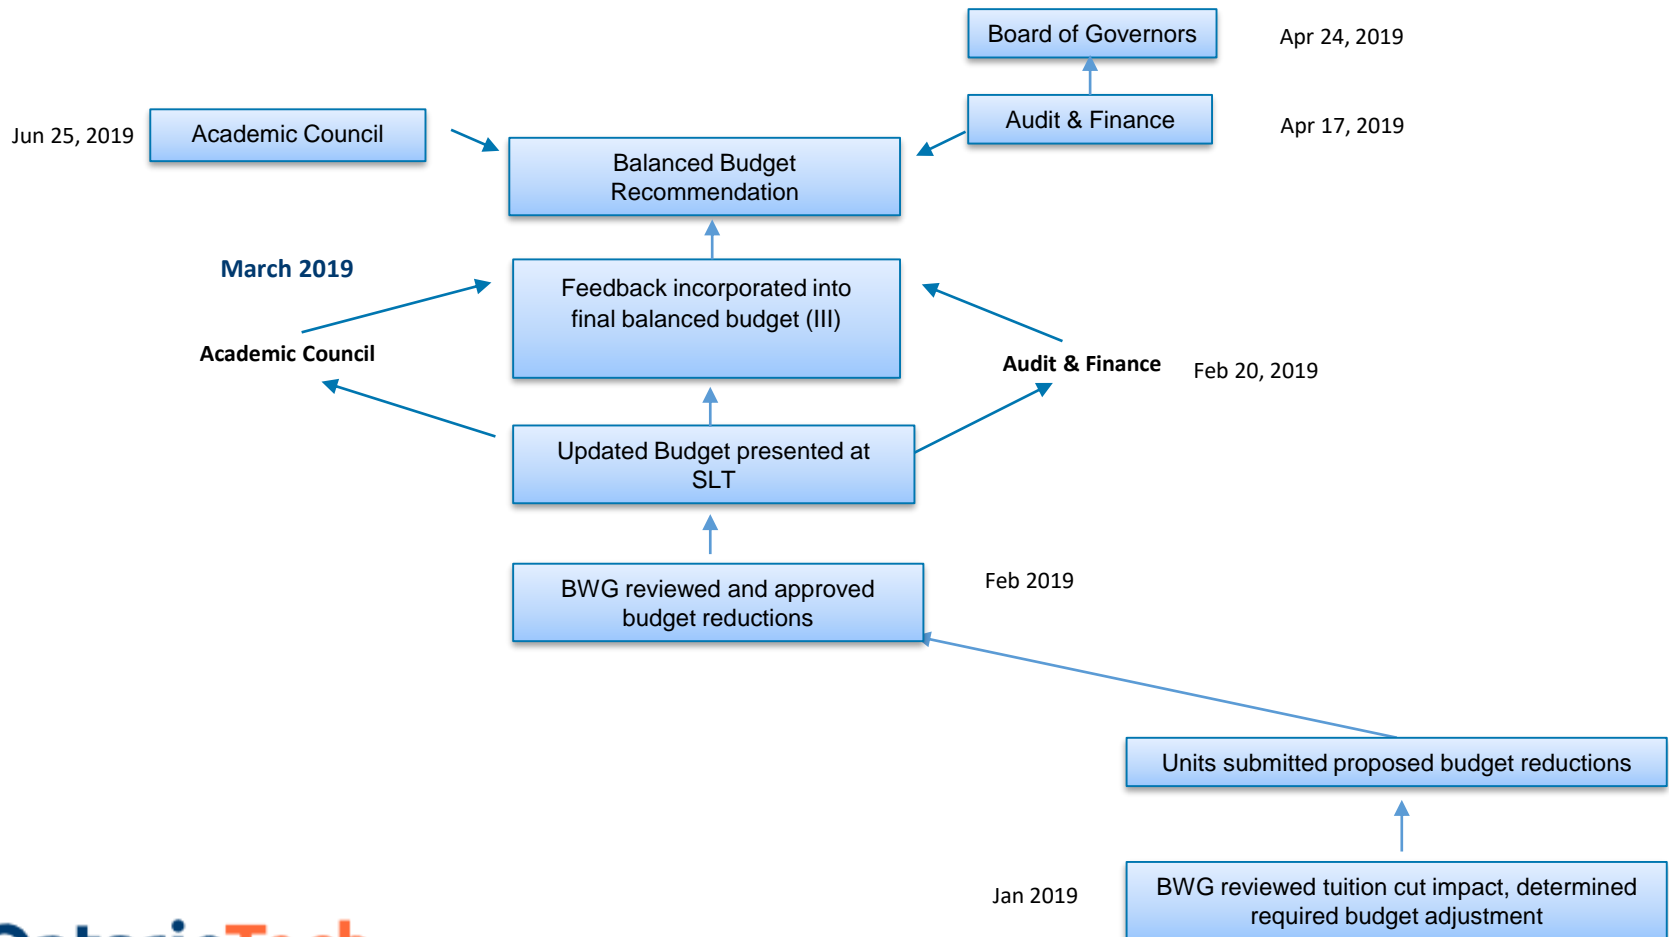 Board of Governors
Apr 24, 2019
Jun 25, 2019
Academic Council
Audit & Finance
Apr 17, 2019
Balanced Budget
Recommendation
March 2019
Feedback incorporated into
final balanced budget (III)
Academic Council
Audit & Finance
Feb 20, 2019
Updated Budget presented at
SLT
BWG reviewed and approved
budget reductions
Feb 2019
Units submitted proposed budget reductions
Jan 2019
BWG reviewed tuition cut impact, determined
required budget adjustment